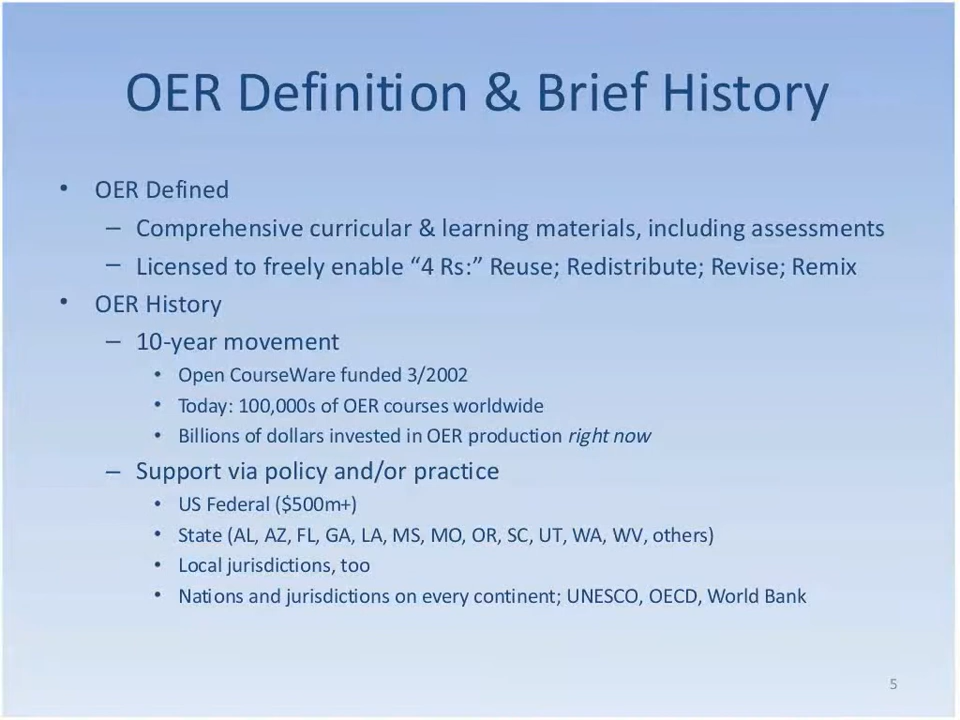 OER Definition & Brief History
• OER Defined
– Comprehensive curricular & learning materials, including assessments
– Licensed to freely enable “4 Rs:” Reuse; Redistribute; Revise; Remix
• OER History
– 10-year movement
• Open CourseWare funded 3/2002
• Today: 100,000s of OER courses worldwide
• Billions of dollars invested in OER production right now
– Support via policy and/or practice
• US Federal ($500m+)
• State (AL, AZ, FL, GA, LA, MS, MO, OR, SC, UT, WA, WV, others)
• Local jurisdictions, too
• Nations and jurisdictions on every continent; UNESCO, OECD, World Bank
5